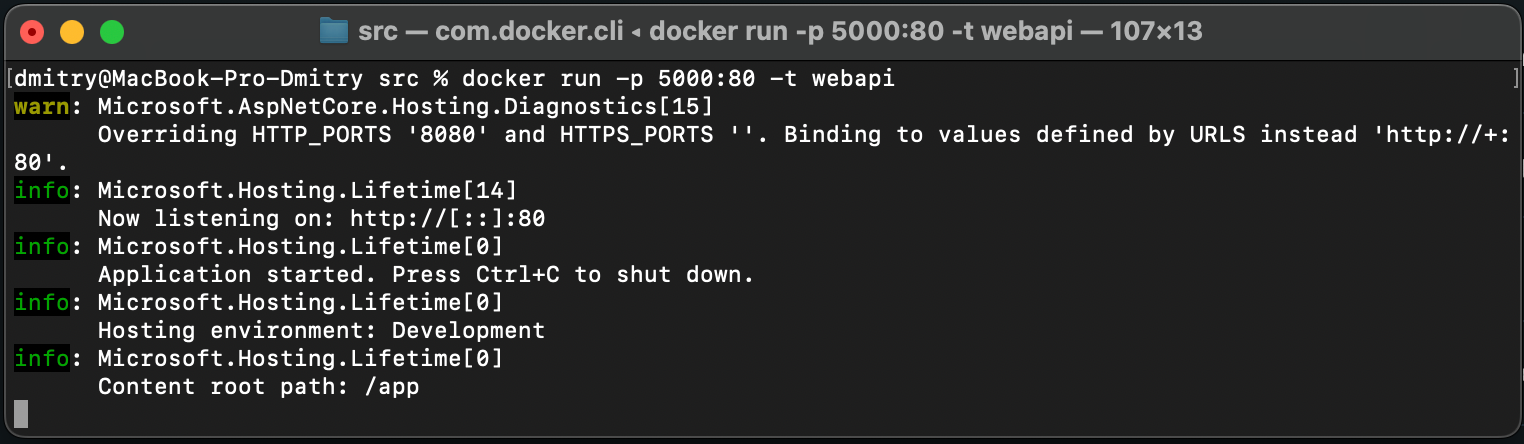 src — com.docker.cli ◂ docker run -p 5000:80 -t webapi — 107×13
[dmitry@MacBook-Pro-Dmitry src % docker run -p 5000:80 -t webapi ]
warn: Microsoft.AspNetCore.Hosting.Diagnostics[15]
      Overriding HTTP_PORTS '8080' and HTTPS_PORTS ''. Binding to values defined by URLS instead 'http://+:
80'.
info: Microsoft.Hosting.Lifetime[14]
      Now listening on: http://[::]:80
info: Microsoft.Hosting.Lifetime[0]
      Application started. Press Ctrl+C to shut down.
info: Microsoft.Hosting.Lifetime[0]
      Hosting environment: Development
info: Microsoft.Hosting.Lifetime[0]
      Content root path: /app